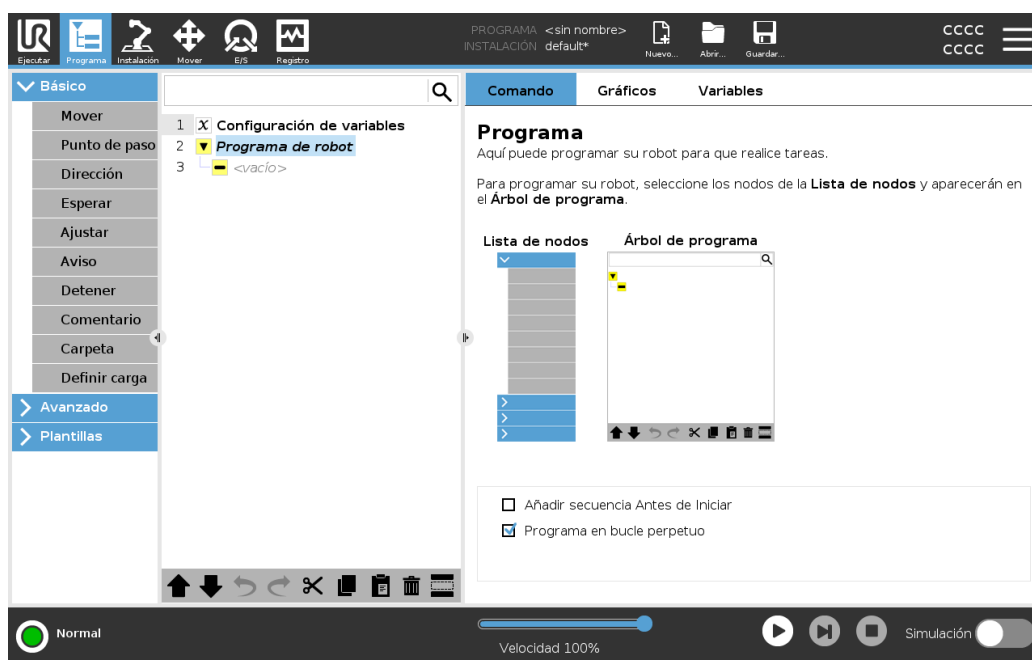 PROGRAMA <sin nombre>
INSTALACIÓN default*
UR
Ejecutar
Programa
Instalación
Mover
E/S
Registro
Nuevo...
Abrir...
Guardar...
cccc
cccc
Básico
Mover
Punto de paso
Dirección
Esperar
Ajustar
Aviso
Detener
Comentario
Carpeta
Definir carga
Avanzado
Plantillas
1 X Configuración de variables
2 Programa de robot
3 <vacío>
Comando Gráficos Variables
Programa
Aquí puede programar su robot para que realice tareas.
Para programar su robot, seleccione los nodos de la Lista de nodos y aparecerán en
el Árbol de programa.
Lista de nodos Árbol de programa
Añadir secuencia Antes de Iniciar
Programa en bucle perpetuo
Normal
Velocidad 100%
Simulación